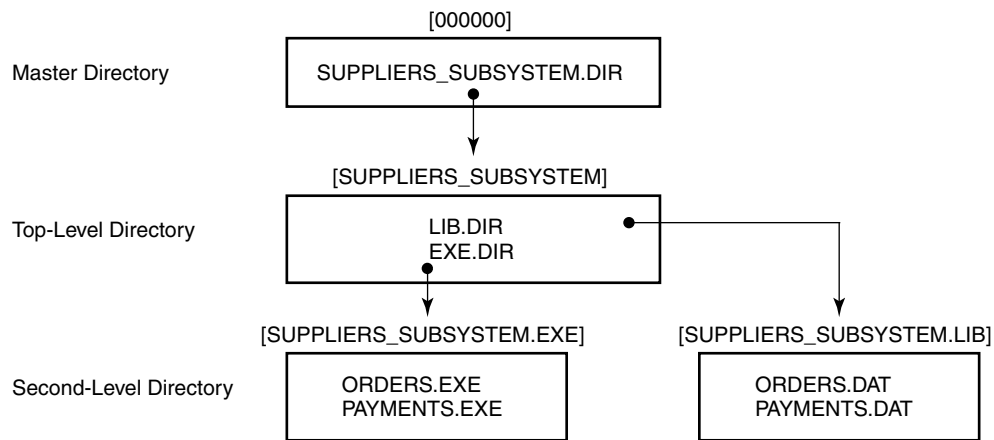 [000000]
Master Directory
SUPPLIERS_SUBSYSTEM.DIR
[SUPPLIERS_SUBSYSTEM]
Top-Level Directory
LIB.DIR
EXE.DIR
[SUPPLIERS_SUBSYSTEM.EXE]
[SUPPLIERS_SUBSYSTEM.LIB]
Second-Level Directory
ORDERS.EXE
PAYMENTS.EXE
ORDERS.DAT
PAYMENTS.DAT